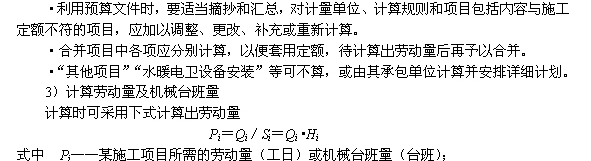 ·利用预算文件时，要适当摘抄和汇总，对计量单位、计算规则和项目包括内容与施工
定额不符的项目，应加以调整、更改、补充或重新计算。
·合并项目中各项应分别计算，以便套用定额，待计算出劳动量后再予以合并。
·“其他项目”“水暖电卫设备安装”等可不算，或由其承包单位计算并安排详细计划。
3）计算劳动量及机械台班量
计算时可采用下式计算出劳动量
Pi＝Qi / Si＝Qi·Hi
式中　Pi——某施工项目所需的劳动量（工日）或机械台班量（台班）；